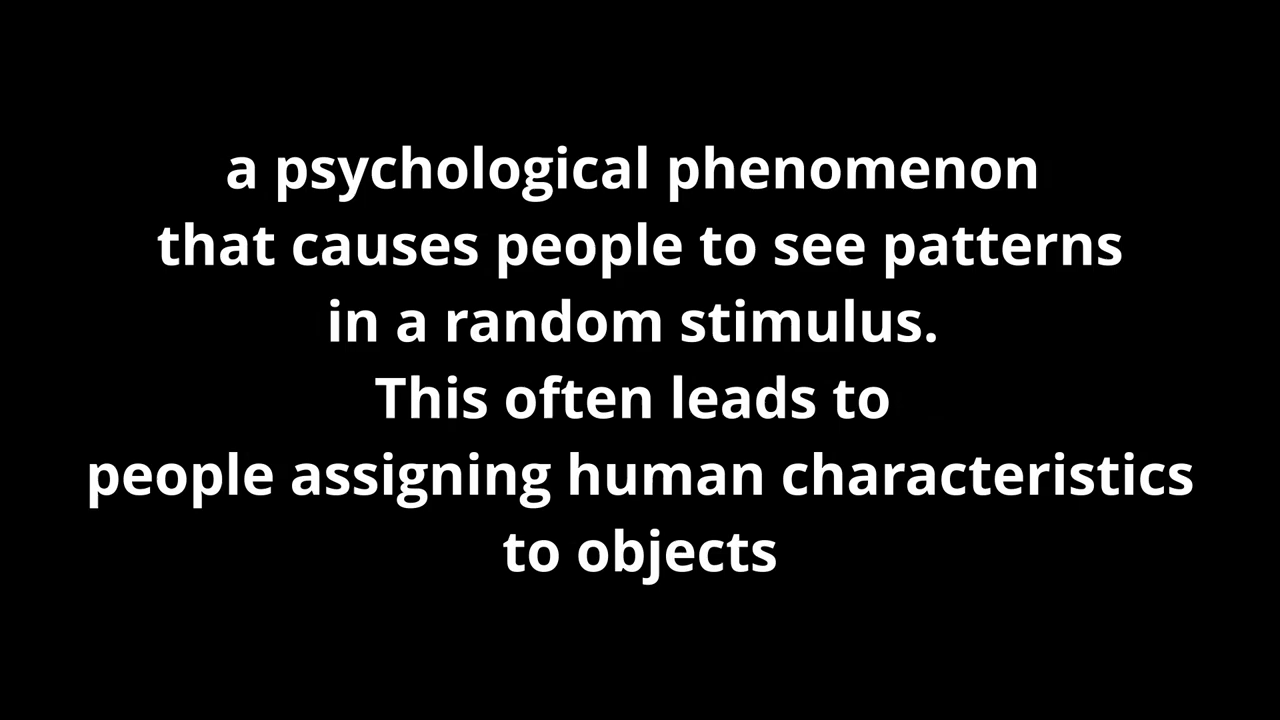 a psychological phenomenon
that causes people to see patterns
in a random stimulus.
This often leads to
people assigning human characteristics
to objects